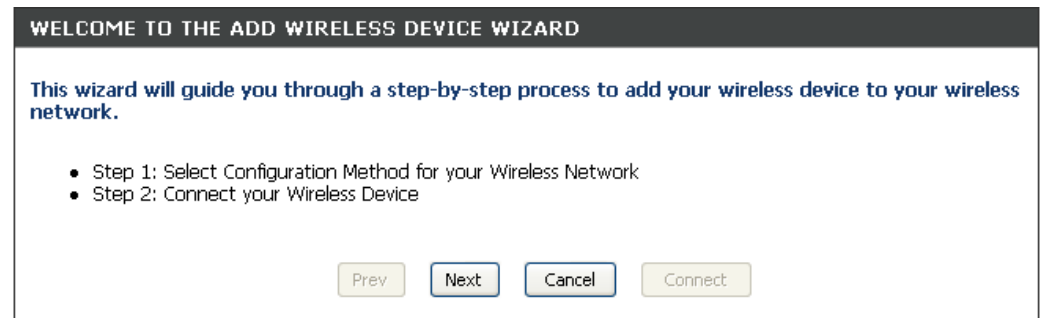 WELCOME TO THE ADD WIRELESS DEVICE WIZARD
This wizard will guide you through a step-by-step process to add your wireless device to your wireless
network.
• Step 1: Select Configuration Method for your Wireless Network
• Step 2: Connect your Wireless Device
Prev Next Cancel Connect